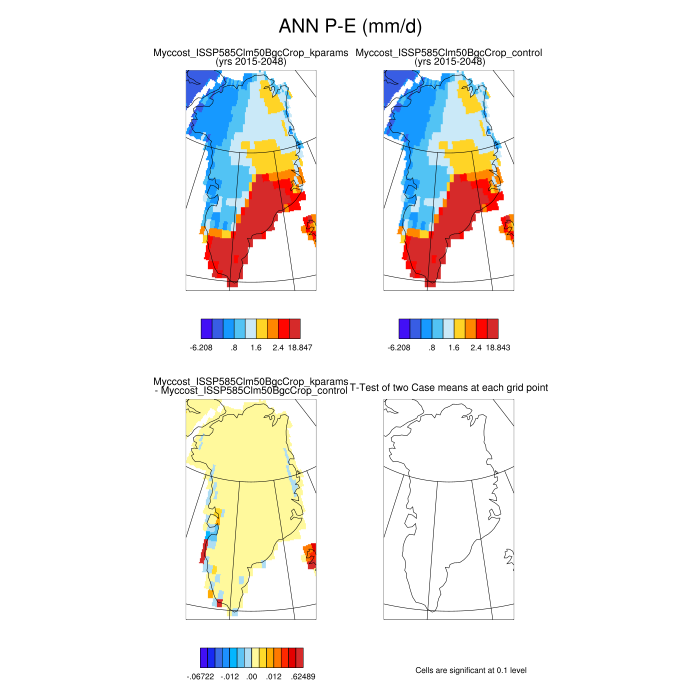 ANN P-E (mm/d)
Myccost_ISSP585Clm50BgcCrop_kparams
(yrs 2015-2048)
Myccost_ISSP585Clm50BgcCrop_control
(yrs 2015-2048)
-6.208 .8 1.6 2.4 18.847
-6.208 .8 1.6 2.4 18.843
Myccost_ISSP585Clm50BgcCrop_kparams
- Myccost_ISSP585Clm50BgcCrop_control
T-Test of two Case means at each grid point
-.06722 -.012 .00 .012 .62489
Cells are significant at 0.1 level